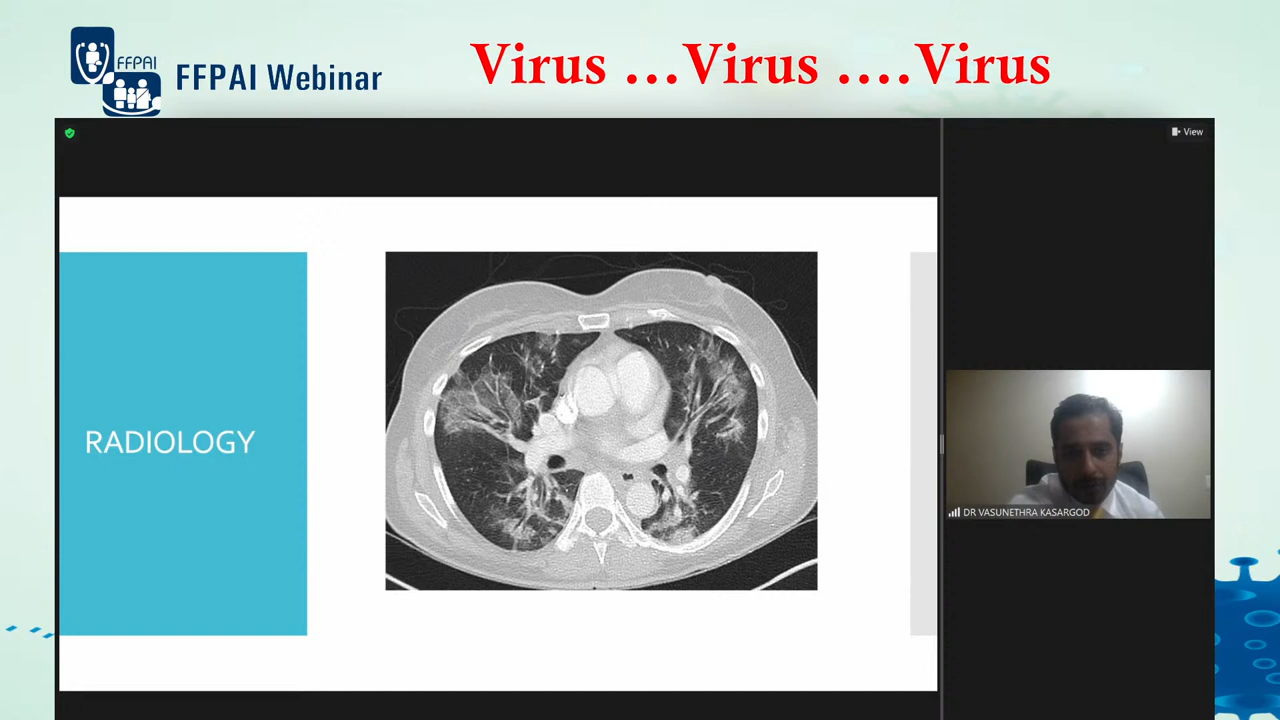 FFPAI
FFPAI Webinar
Virus ...Virus ....Virus
View
RADIOLOGY
DR VASUNETHRA KASARGOD